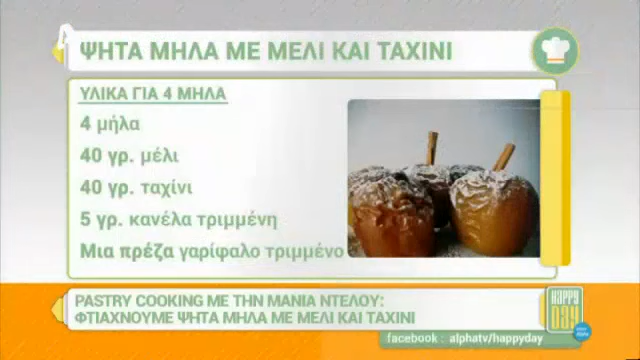 ΨΗΤΑ ΜΗΛΑ ΜΕ ΜΕΛΙ ΚΑΙ ΤΑΧΙΝΙ
ΥΛΙΚΑ ΓΙΑ 4 ΜΗΛΑ
4 μήλα
40 γρ. μέλι
40 γρ. ταχίνι
5 γρ. κανέλα τριμμένη
Μια πρέζα γαρίφαλο τριμμένο
PASTRY COOKING ΜΕ ΤΗΝ ΜΑΝΙΑ ΝΤΕΛΟΥ:
ΦΤΙΑΧΝΟΥΜΕ ΨΗΤΑ ΜΗΛΑ ΜΕ ΜΕΛΙ ΚΑΙ ΤΑΧΙΝΙ
HAPPY
DAY
facebook : alphatv/happyday